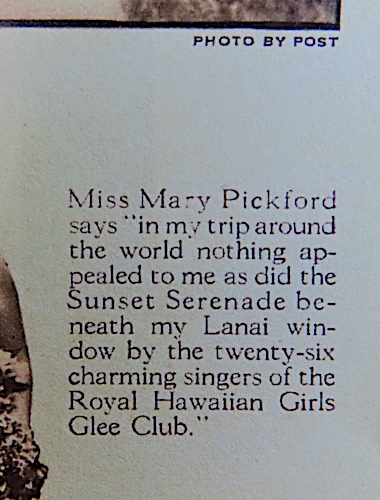 PHOTO BY POST
Miss Mary Pickford
says "in my trip around
the world nothing ap-
pealed to me as did the
Sunset Serenade be-
neath my Lanai win-
dow by the twenty-six
charming singers of the
Royal Hawaiian Girls
Glee Club."